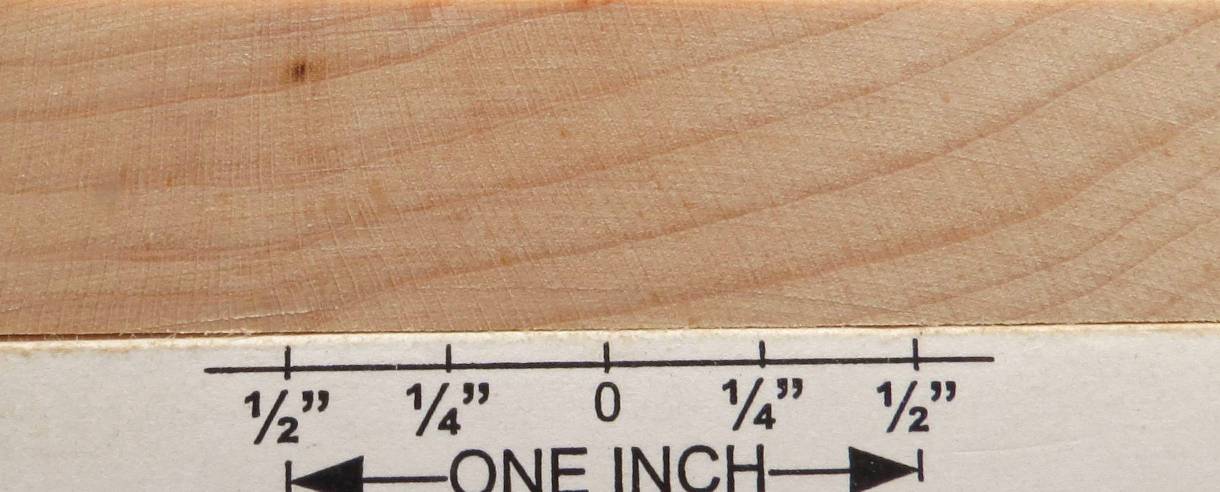 ½” ¼” 0 ¼” ½”
ONE INCH